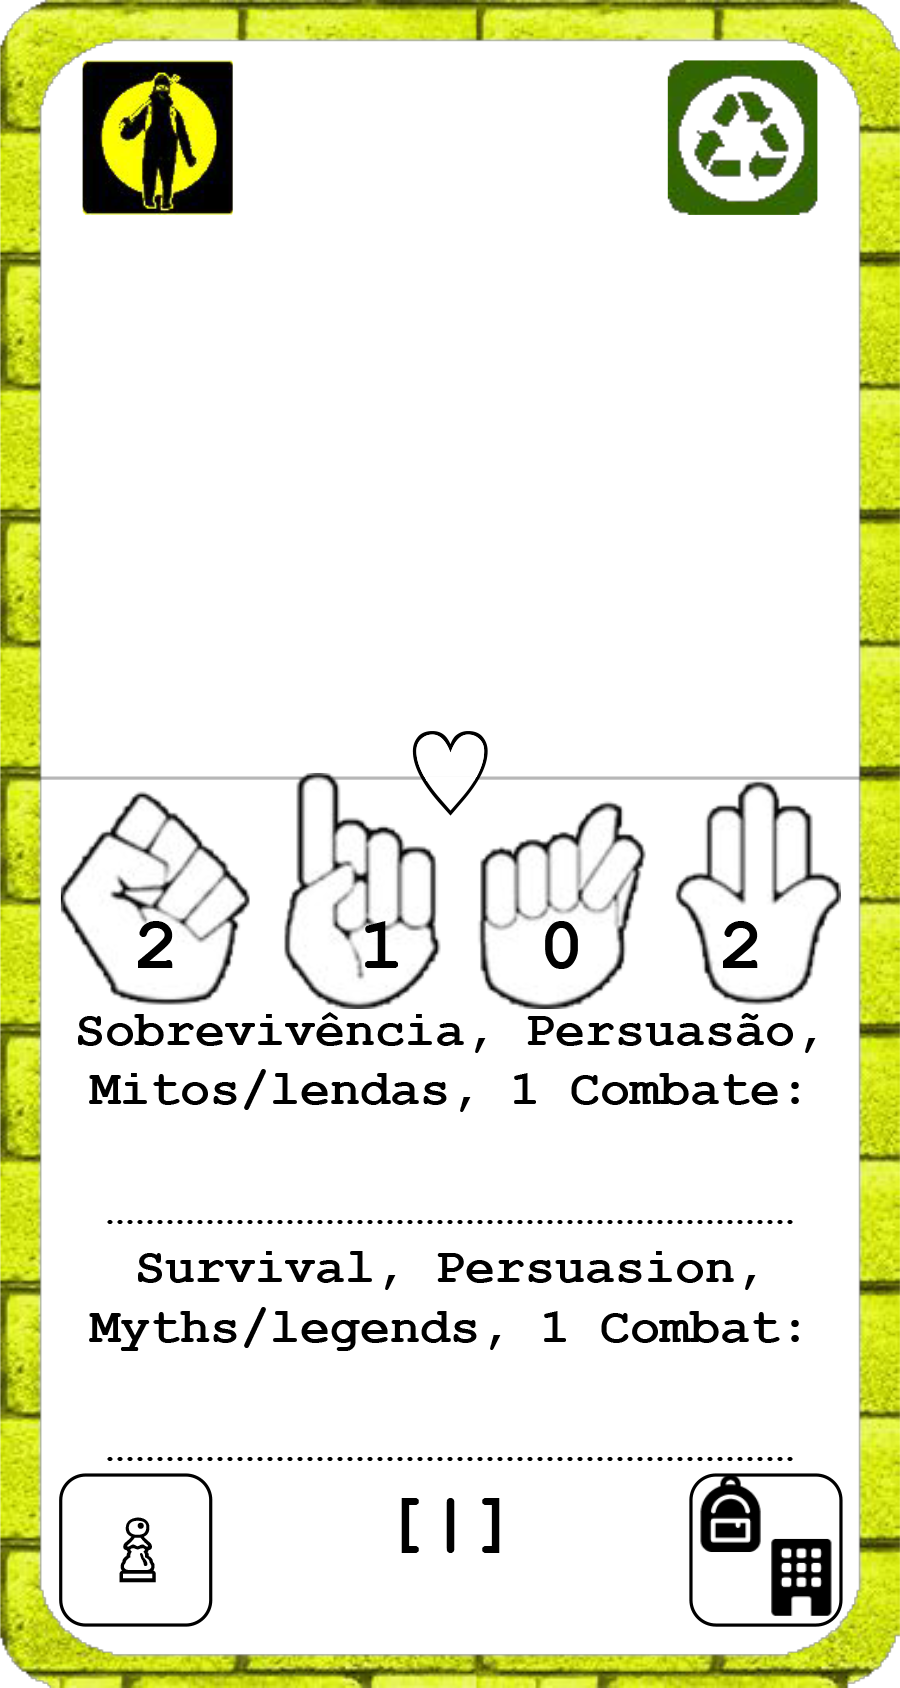 2 1 0 2
Sobrevivência, Persuasão,
Mitos/lendas, 1 Combate:
Survival, Persuasion,
Myths/legends, 1 Combat:
[|]